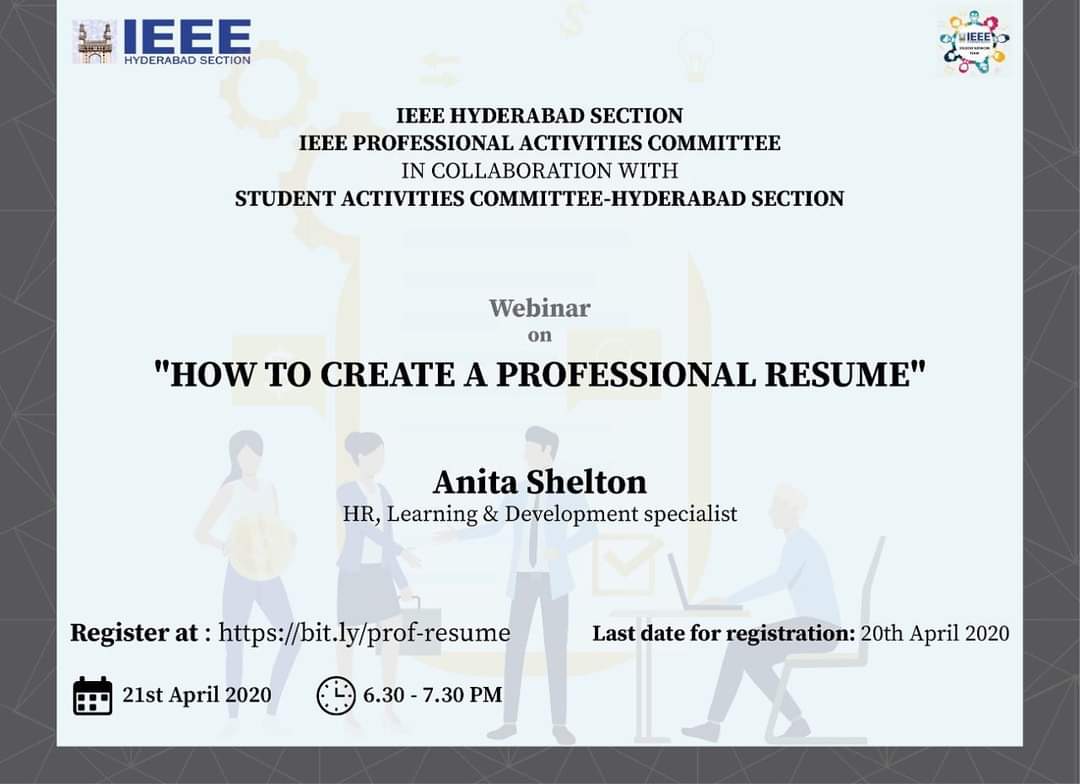 IEEE
HYDERABAD SECTION
IEEE
IEEE HYDERABAD SECTION
IEEE PROFESSIONAL ACTIVITIES COMMITTEE
IN COLLABORATION WITH
STUDENT ACTIVITIES COMMITTEE-HYDERABAD SECTION
Webinar
on
"HOW TO CREATE A PROFESSIONAL RESUME"
Anita Shelton
HR, Learning & Development specialist
Register at : https://bit.ly/prof-resume
Last date for registration: 20th April 2020
21st April 2020
6.30 - 7.30 PM